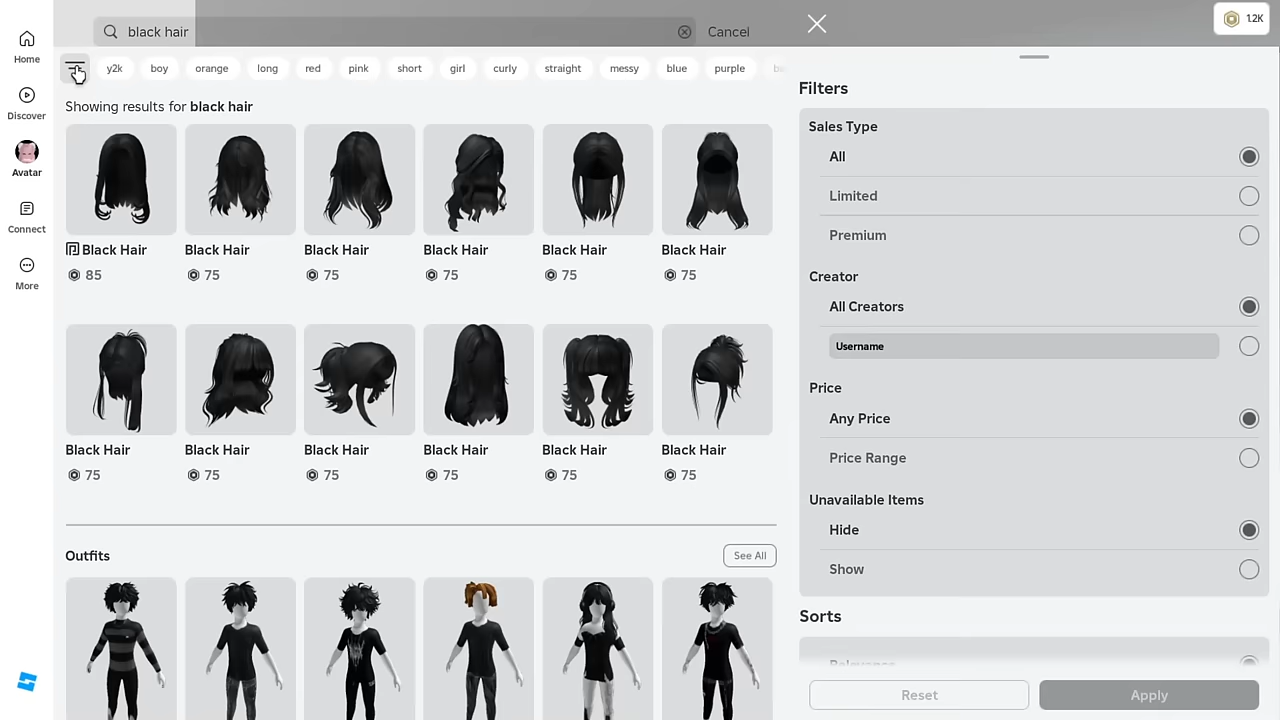 black hair
Cancel
1.2K
Home
Discover
Avatar
Connect
More
y2k
boy
orange
long
red
pink
short
girl
curly
straight
messy
blue
purple
Showing results for black hair
Black Hair
85
Black Hair
75
Black Hair
75
Black Hair
75
Black Hair
75
Black Hair
75
Black Hair
75
Black Hair
75
Black Hair
75
Black Hair
75
Black Hair
75
Black Hair
75
Outfits
See All
Filters
Sales Type
All
Limited
Premium
Creator
All Creators
Username
Price
Any Price
Price Range
Unavailable Items
Hide
Show
Sorts
Relevance
Reset
Apply